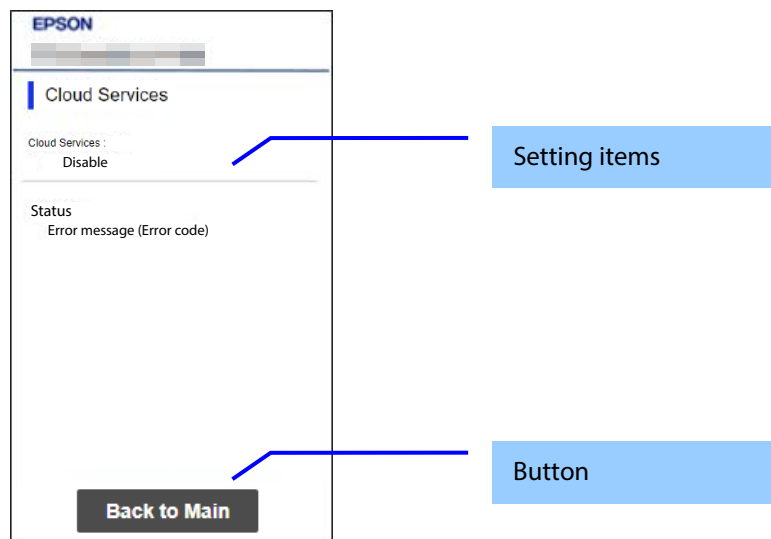 EPSON
Cloud Services
Cloud Services :
Disable
Setting items
Status
Error message (Error code)
Button
Back to Main